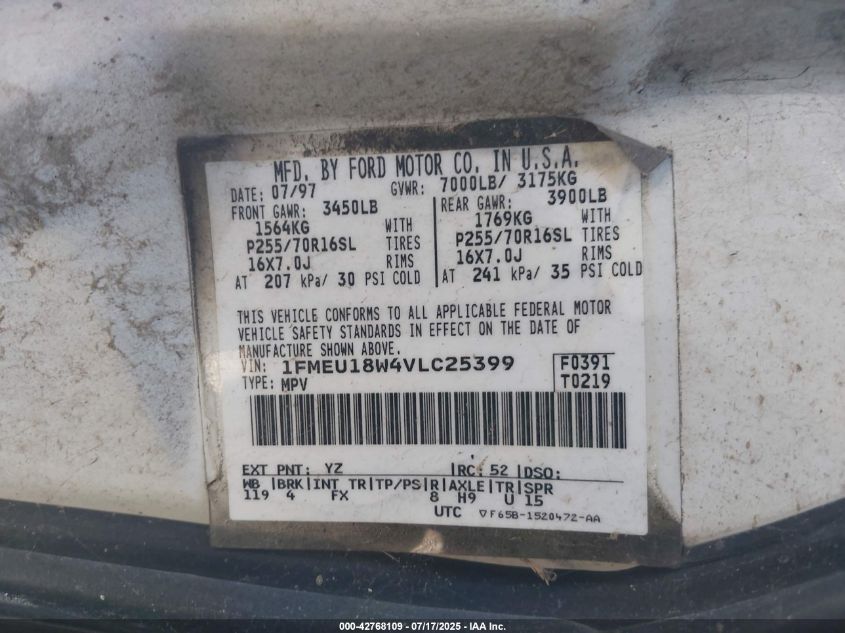 MFD. BY FORD MOTOR CO. IN U.S.A.
DATE: 07/97 GVWR: 7000LB/ 3175KG
FRONT GAWR: 3450LB REAR GAWR: 3900LB
1564KG WITH 1769KG WITH
P255/70R16SL TIRES P255/70R16SL TIRES
16X7.0J RIMS 16X7.0J RIMS
AT 207 kPa/ 30 PSI COLD AT 241 kPa/ 35 PSI COLD
THIS VEHICLE CONFORMS TO ALL APPLICABLE FEDERAL MOTOR
VEHICLE SAFETY STANDARDS IN EFFECT ON THE DATE OF
MANUFACTURE SHOWN ABOVE.
VIN: 1FMEU18W4VLC25399 F0391
TYPE: MPV T0219
EXT PNT: YZ |RC: 52 |DSO:
WB |BRK|INT TR|TP/PS|R|AXLE|TR|SPR
119 4 FX 8 H9 U 15
UTC ▽F65B-1520472-AA
000-42768109 - 07/17/2025 - IAA Inc.